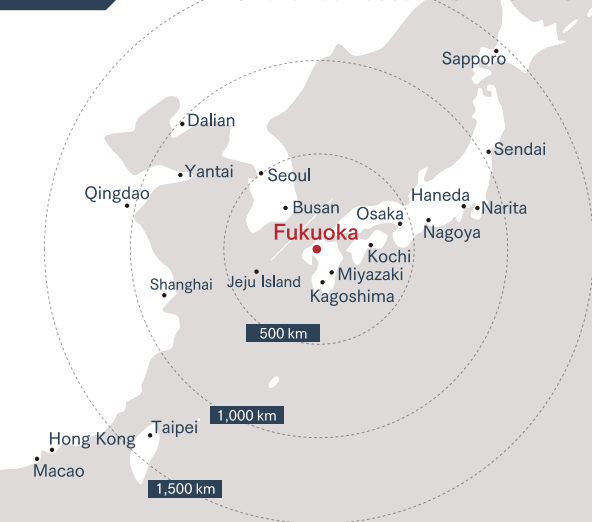 Sapporo
Dalian
Sendai
Yantai
Seoul
Qingdao
Haneda
Busan
Osaka
Narita
Fukuoka
Nagoya
Kochi
Miyazaki
Jeju Island
Shanghai
Kagoshima
500 km
1,000 km
Taipei
Hong Kong
Macao
1,500 km